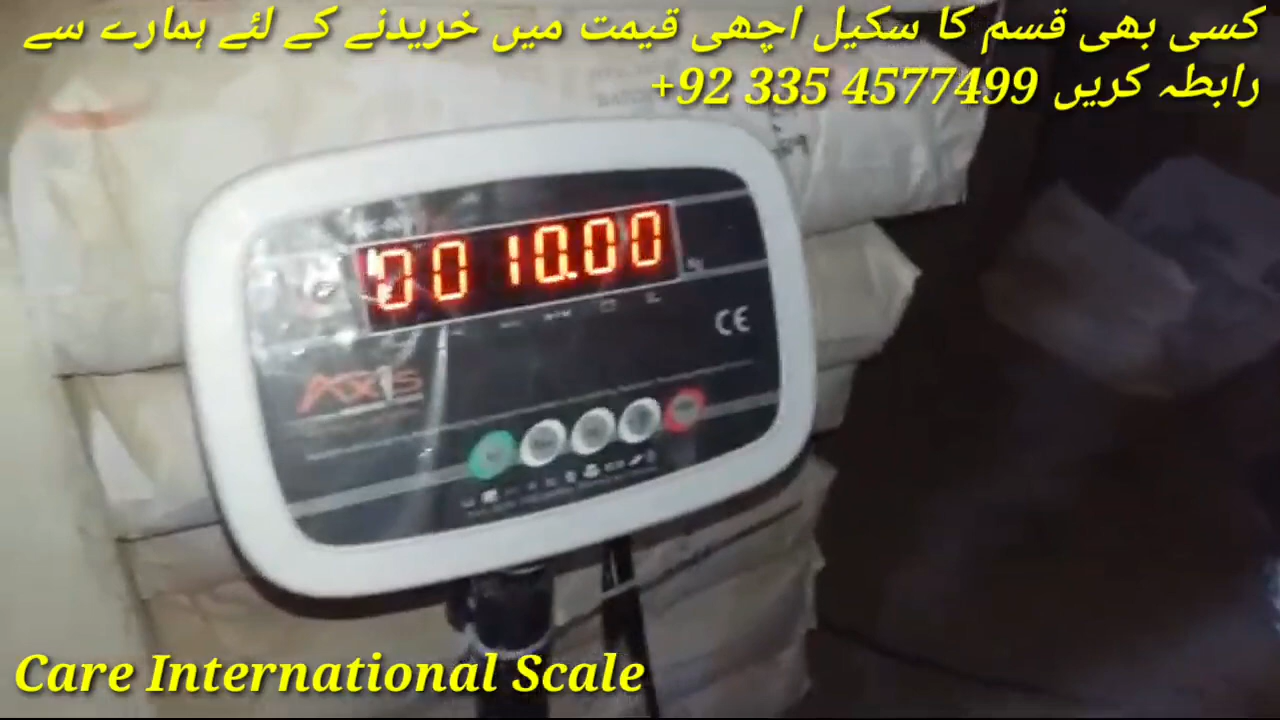 کسی بھی قسم کا سکیل اچھی قیمت میں خریدنے کے لئے ہمارے سے
رابطہ کریں +92 335 4577499
0010.00
CE
Axis
Care International Scale